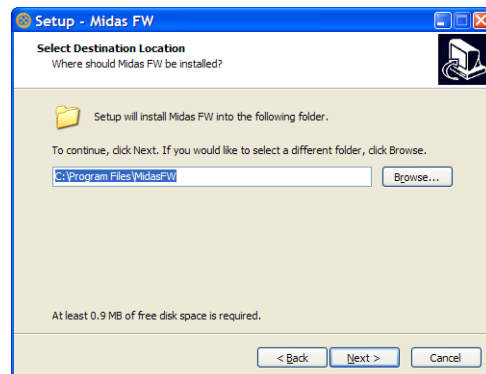 Setup - Midas FW
Select Destination Location
Where should Midas FW be installed?
Setup will install Midas FW into the following folder.
To continue, click Next. If you would like to select a different folder, click Browse.
C:\Program Files\MidasFW
Browse...
At least 0.9 MB of free disk space is required.
< Back
Next >
Cancel